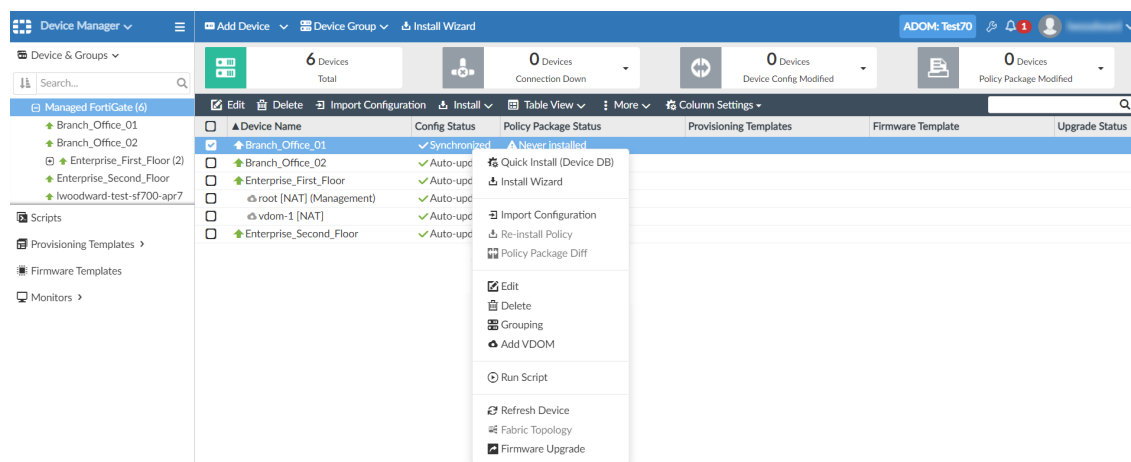 Device Manager
Add Device Device Group Install Wizard ADOM: Test70 1
Device & Groups
Search...
6 Devices
Total
0 Devices
Connection Down
0 Devices
Device Config Modified
0 Devices
Policy Package Modified
Managed FortiGate (6)
Branch_Office_01
Branch_Office_02
Enterprise_First_Floor (2)
Enterprise_Second_Floor
lwoodward-test-sf700-apr7
Scripts
Provisioning Templates
Firmware Templates
Monitors
Edit Delete Import Configuration Install Table View More Column Settings
Device Name Config Status Policy Package Status Provisioning Templates Firmware Template Upgrade Status
Branch_Office_01 Synchronized Never installed
Branch_Office_02 Auto-upd
Enterprise_First_Floor Auto-upd
root [NAT] (Management) Auto-upd
vdom-1 [NAT] Auto-upd
Enterprise_Second_Floor Auto-upd
Quick Install (Device DB)
Install Wizard
Import Configuration
Re-install Policy
Policy Package Diff
Edit
Delete
Grouping
Add VDOM
Run Script
Refresh Device
Fabric Topology
Firmware Upgrade